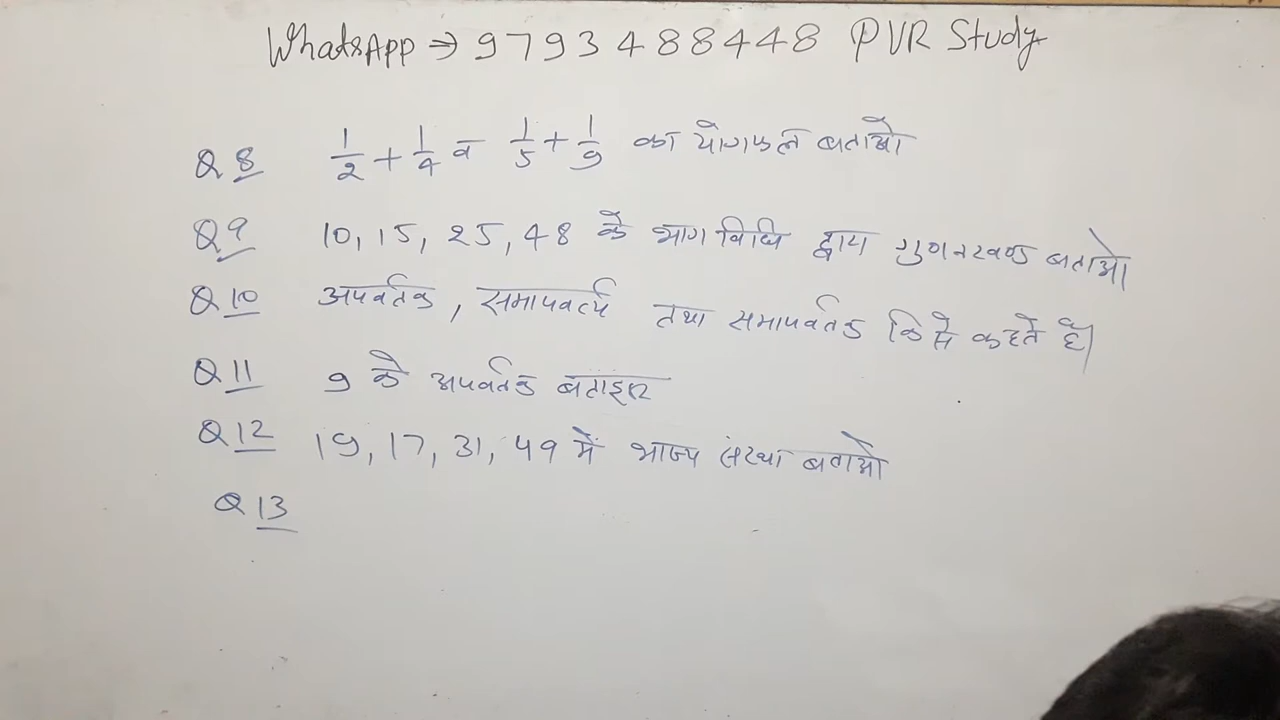 WhatsApp → 9793488448 PVR Study
Q 8 1/2 + 1/4 व 1/5 + 1/9 का योगफल बताओ
Q 9 10, 15, 25, 48 के भाग विधि द्वारा गुणनखण्ड बताओ
Q 10 अपवर्तक, समापवर्त्य तथा समापवर्तक किसे कहते हैं।
Q 11 9 के अपवर्तक बताइए
Q 12 19, 17, 31, 49 में भाज्य संख्या बताओ
Q 13